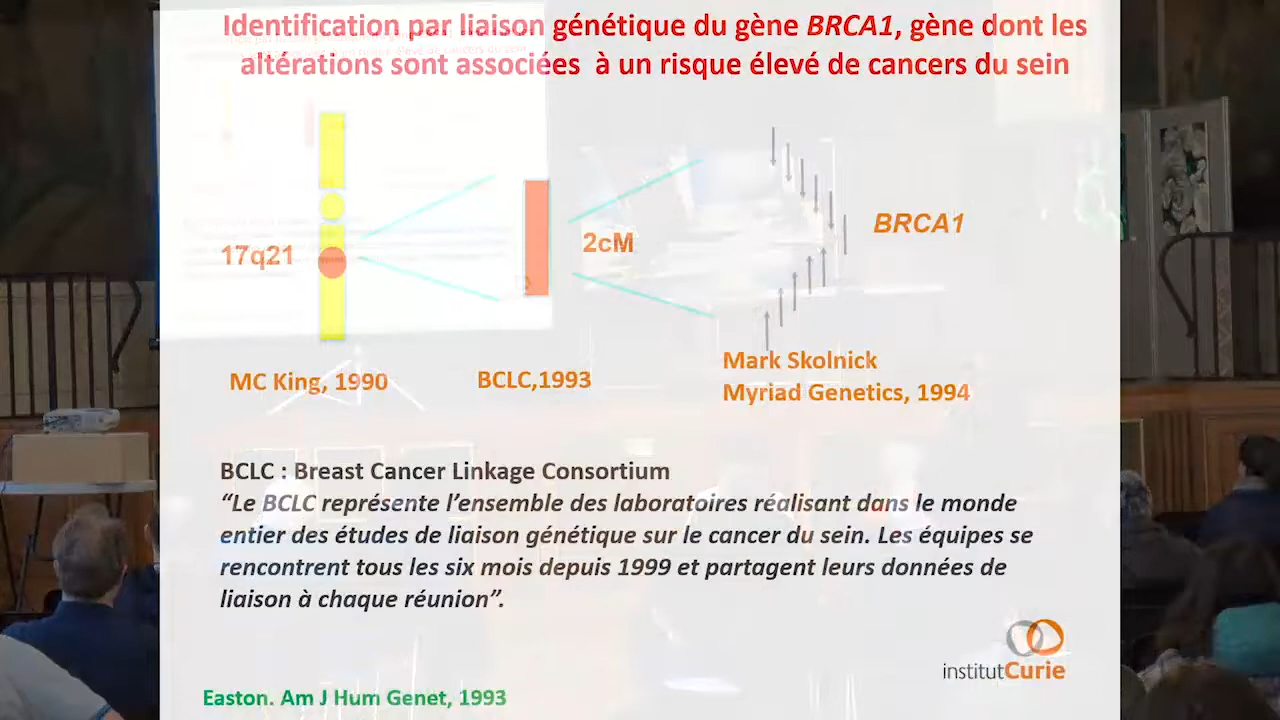 Identification par liaison génétique du gène BRCA1, gène dont les
altérations sont associées à un risque élevé de cancers du sein
17q21
2cM
BRCA1
MC King, 1990
BCLC,1993
Mark Skolnick
Myriad Genetics, 1994
BCLC : Breast Cancer Linkage Consortium
“Le BCLC représente l’ensemble des laboratoires réalisant dans le monde
entier des études de liaison génétique sur le cancer du sein. Les équipes se
rencontrent tous les six mois depuis 1999 et partagent leurs données de
liaison à chaque réunion”.
institutCurie
Easton. Am J Hum Genet, 1993